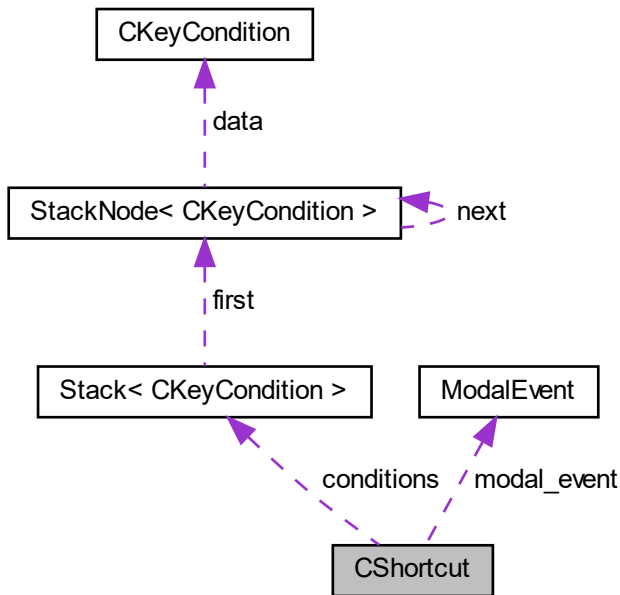 CKeyCondition
data
StackNode< CKeyCondition >
next
first
Stack< CKeyCondition >
ModalEvent
conditions
modal_event
CShortcut